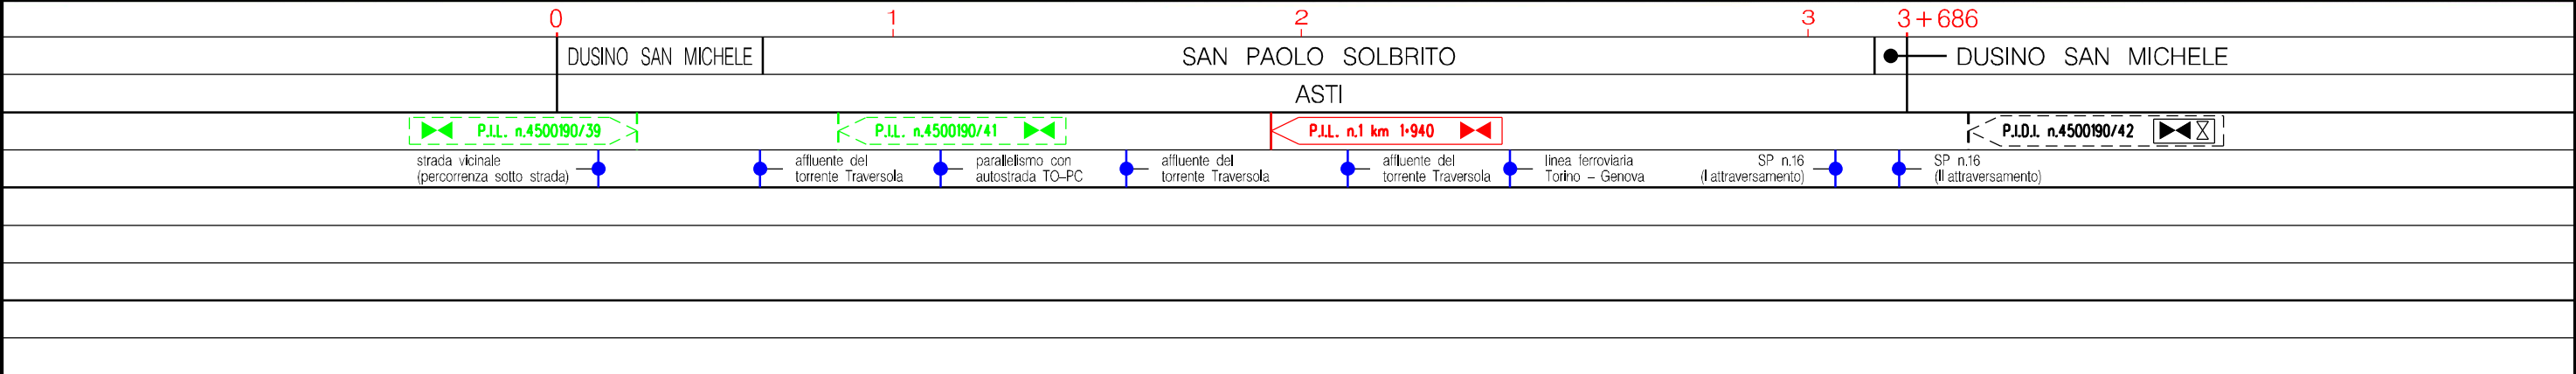 0 1 2 3 3+686
DUSINO SAN MICHELE SAN PAOLO SOLBRITO DUSINO SAN MICHELE
ASTI
P.I.L. n.4500190/39 P.I.L. n.4500190/41 P.I.L. n.1 km 1+940 P.I.D.I. n.4500190/42
strada vicinale
(percorrenza sotto strada)
affluente del
torrente Traversola
parallelismo con
autostrada TO-PC
affluente del
torrente Traversola
affluente del
torrente Traversola
linea ferroviaria
Torino - Genova
SP n.16
(I attraversamento)
SP n.16
(II attraversamento)